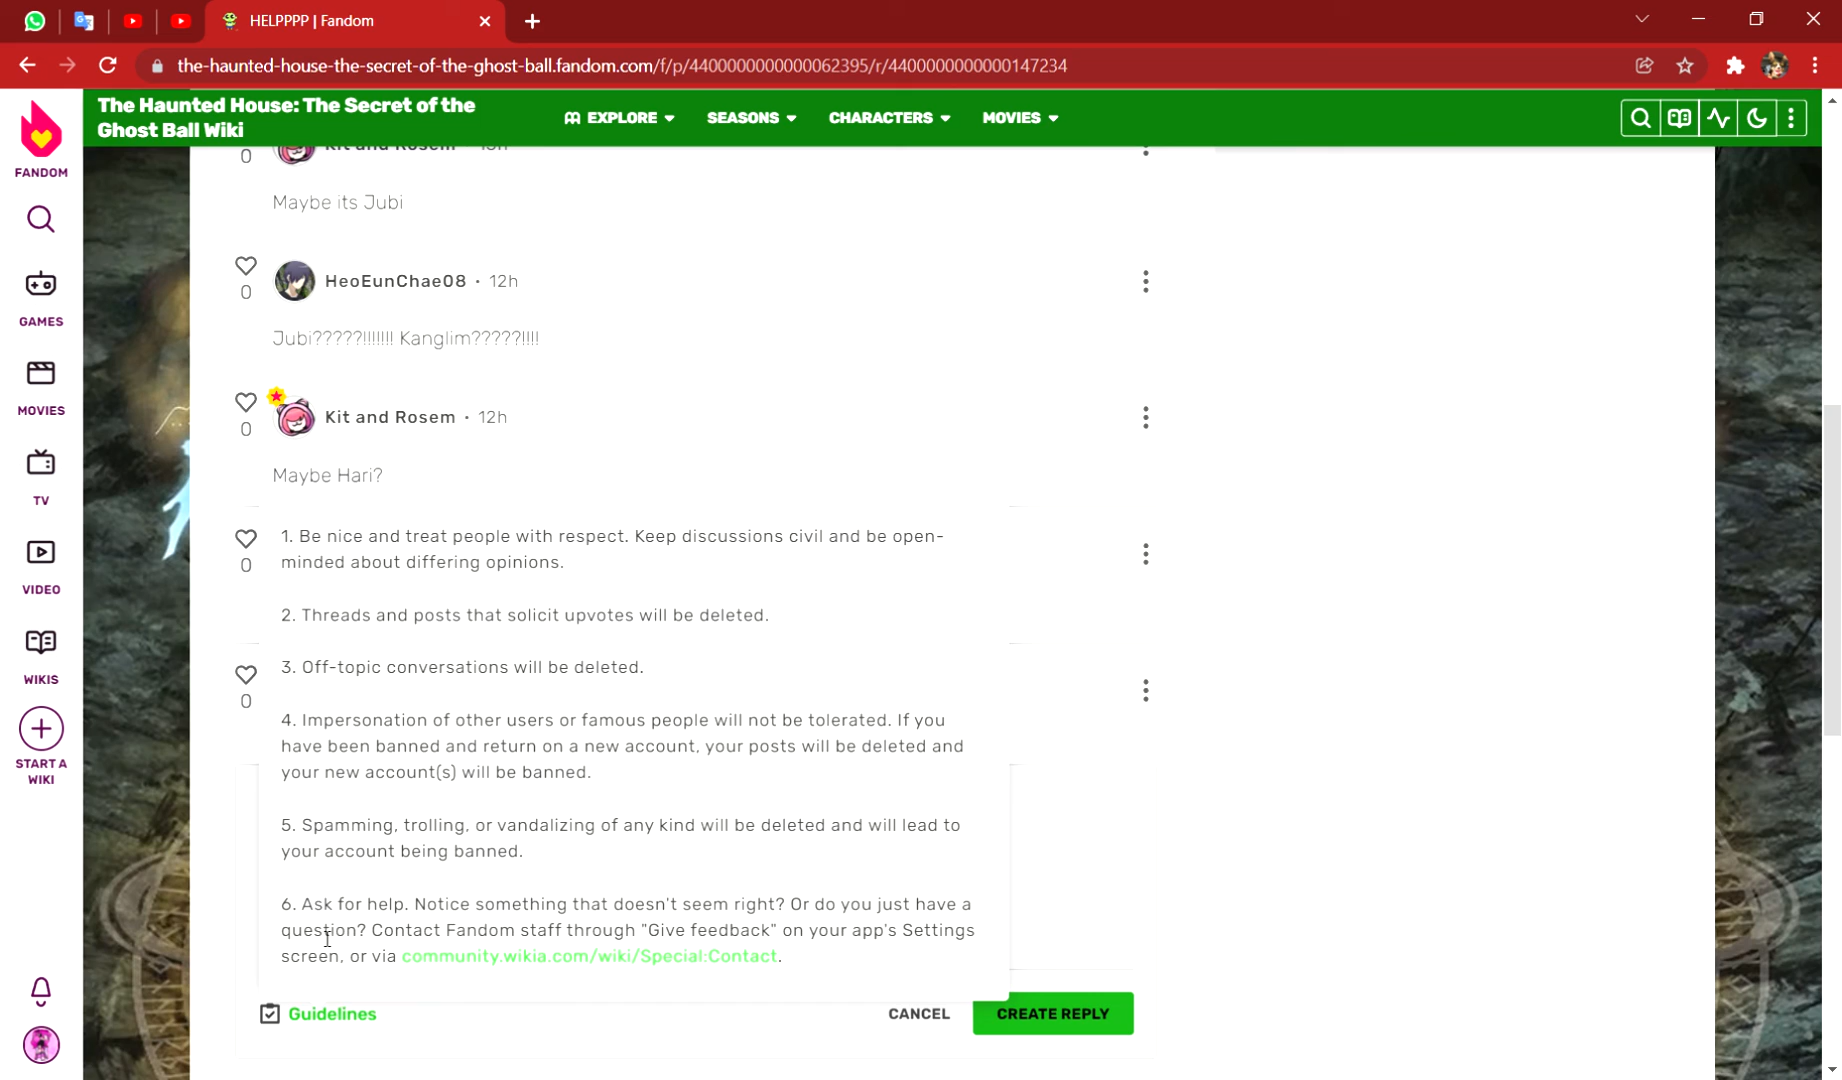 HELPPPP | Fandom
the-haunted-house-the-secret-of-the-ghost-ball.fandom.com/f/p/4400000000000062395/r/4400000000000147234
FANDOM
GAMES
MOVIES
TV
VIDEO
WIKIS
START A
WIKI
The Haunted House: The Secret of the
Ghost Ball Wiki
EXPLORE
SEASONS
CHARACTERS
MOVIES
0
Kit and Rosem
Maybe its Jubi
HeoEunChae08 • 12h
0
Jubi?????!!!!!!! Kanglim?????!!!!
Kit and Rosem • 12h
0
Maybe Hari?
1. Be nice and treat people with respect. Keep discussions civil and be open-
minded about differing opinions.
0
2. Threads and posts that solicit upvotes will be deleted.
3. Off-topic conversations will be deleted.
0
4. Impersonation of other users or famous people will not be tolerated. If you
have been banned and return on a new account, your posts will be deleted and
your new account(s) will be banned.
5. Spamming, trolling, or vandalizing of any kind will be deleted and will lead to
your account being banned.
6. Ask for help. Notice something that doesn't seem right? Or do you just have a
question? Contact Fandom staff through "Give feedback" on your app's Settings
screen, or via community.wikia.com/wiki/Special:Contact.
Guidelines
CANCEL
CREATE REPLY